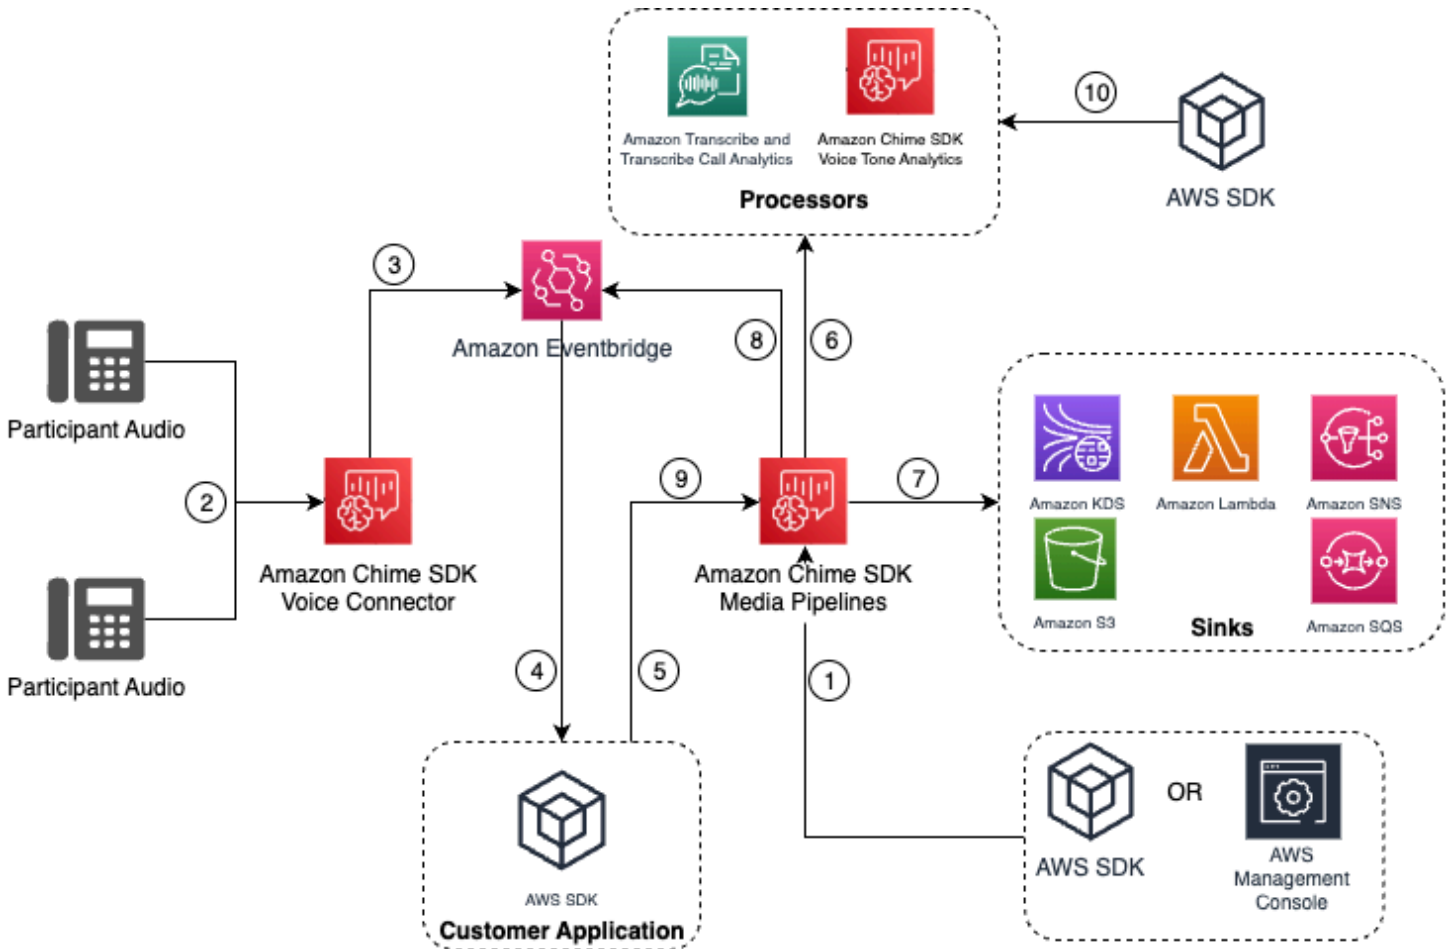 Amazon Transcribe and
Transcribe Call Analytics
Amazon Chime SDK
Voice Tone Analytics
Processors
10
AWS SDK
3
Amazon Eventbridge
8
6
Participant Audio
2
Amazon Chime SDK
Voice Connector
9
Amazon Chime SDK
Media Pipelines
7
Amazon KDS
Amazon Lambda
Amazon SNS
Amazon S3
Sinks
Amazon SQS
Participant Audio
4
5
1
AWS SDK
Customer Application
AWS SDK
OR
AWS
Management
Console